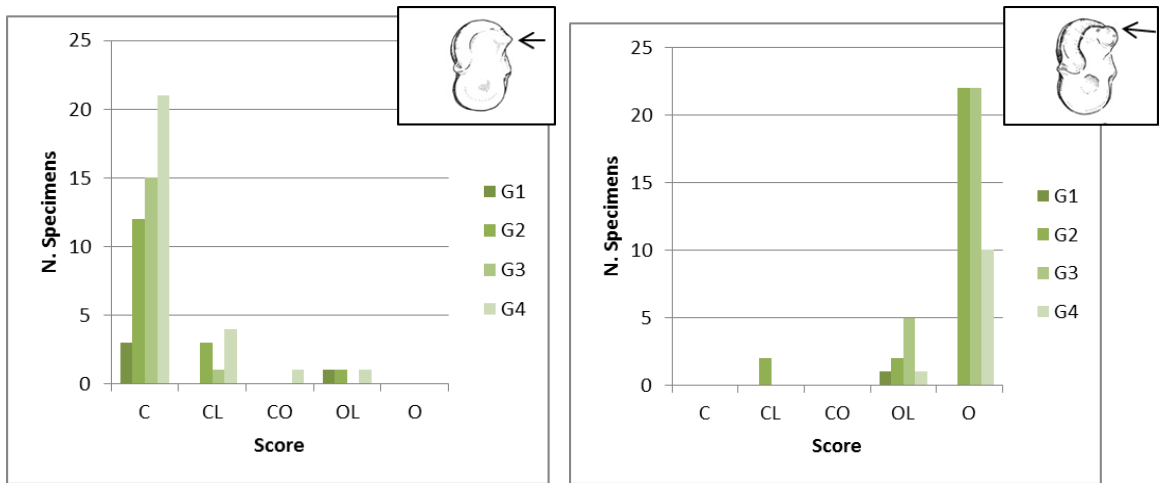 25
20
15
10
5
0
N. Specimens
C CL CO OL O
Score
G1
G2
G3
G4
25
20
15
10
5
0
N. Specimens
C CL CO OL O
Score
G1
G2
G3
G4